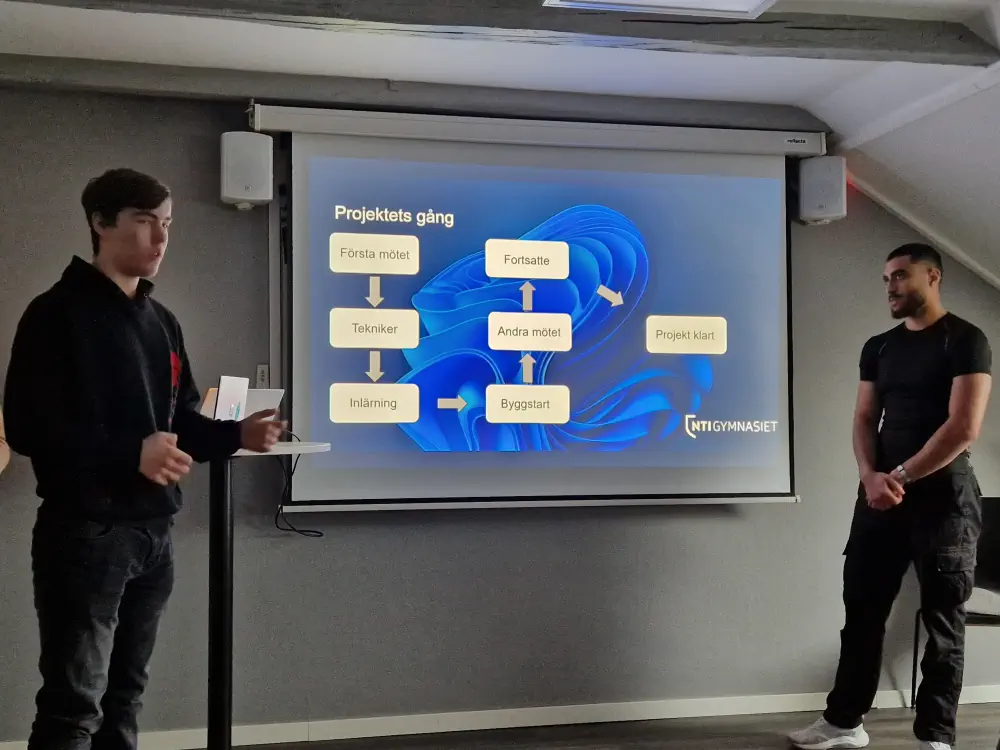 Projektets gång
Första mötet
Tekniker
Inlärning
Byggstart
Andra mötet
Fortsatte
Projekt klart
NTI GYMNASIET